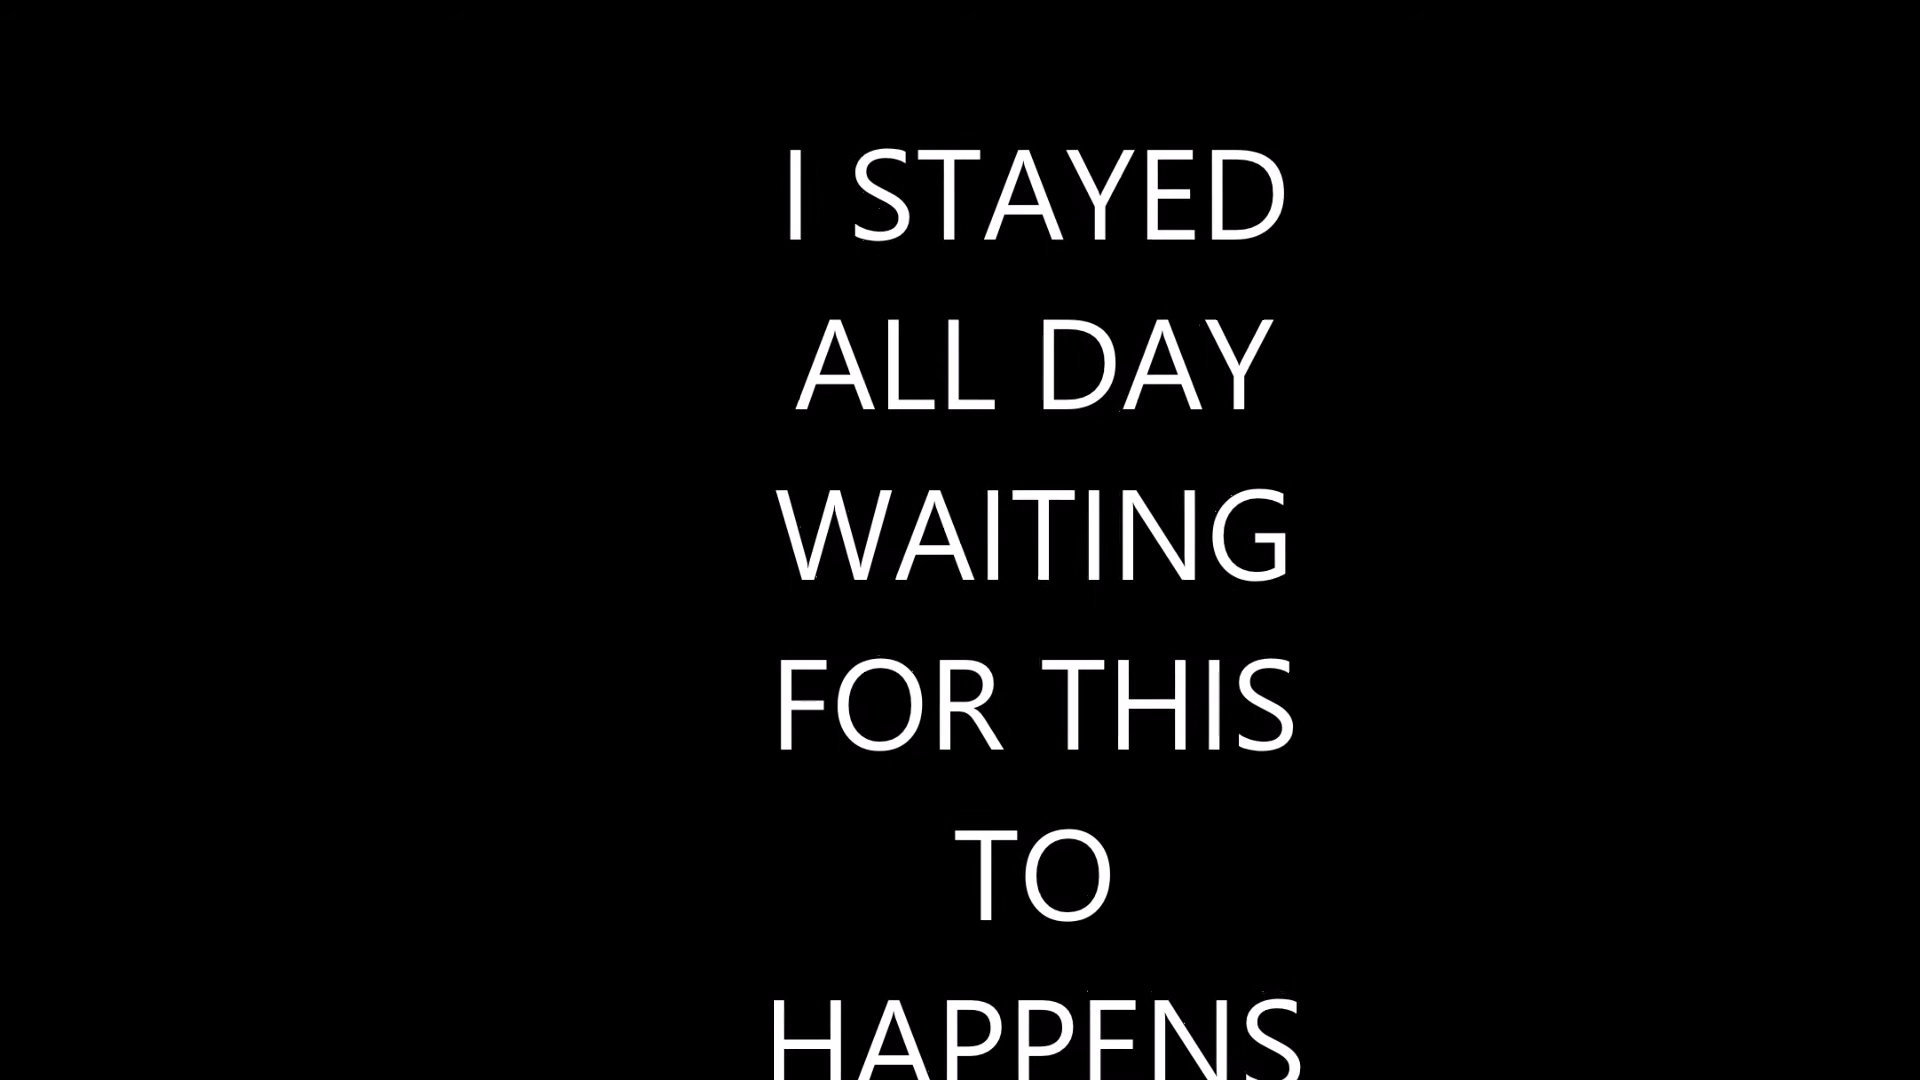 I STAYED
ALL DAY
WAITING
FOR THIS
TO
HAPPENS